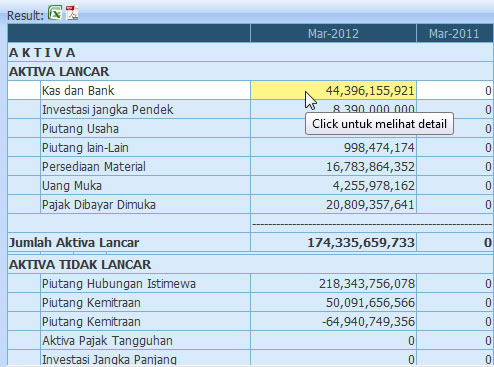 Result:
Mar-2012 Mar-2011
A K T I V A
AKTIVA LANCAR
Kas dan Bank 44,396,155,921 0
Investasi jangka Pendek 8,390,000,000 0
Piutang Usaha 0
Click untuk melihat detail
Piutang lain-Lain 998,474,174 0
Persediaan Material 16,783,864,352 0
Uang Muka 4,255,978,162 0
Pajak Dibayar Dimuka 20,809,357,641 0
Jumlah Aktiva Lancar 174,335,659,733 0
AKTIVA TIDAK LANCAR
Piutang Hubungan Istimewa 218,343,756,078 0
Piutang Kemitraan 50,091,656,566 0
Piutang Kemitraan -64,940,749,356 0
Aktiva Pajak Tangguhan 0 0
Investasi Jangka Panjang 0 0